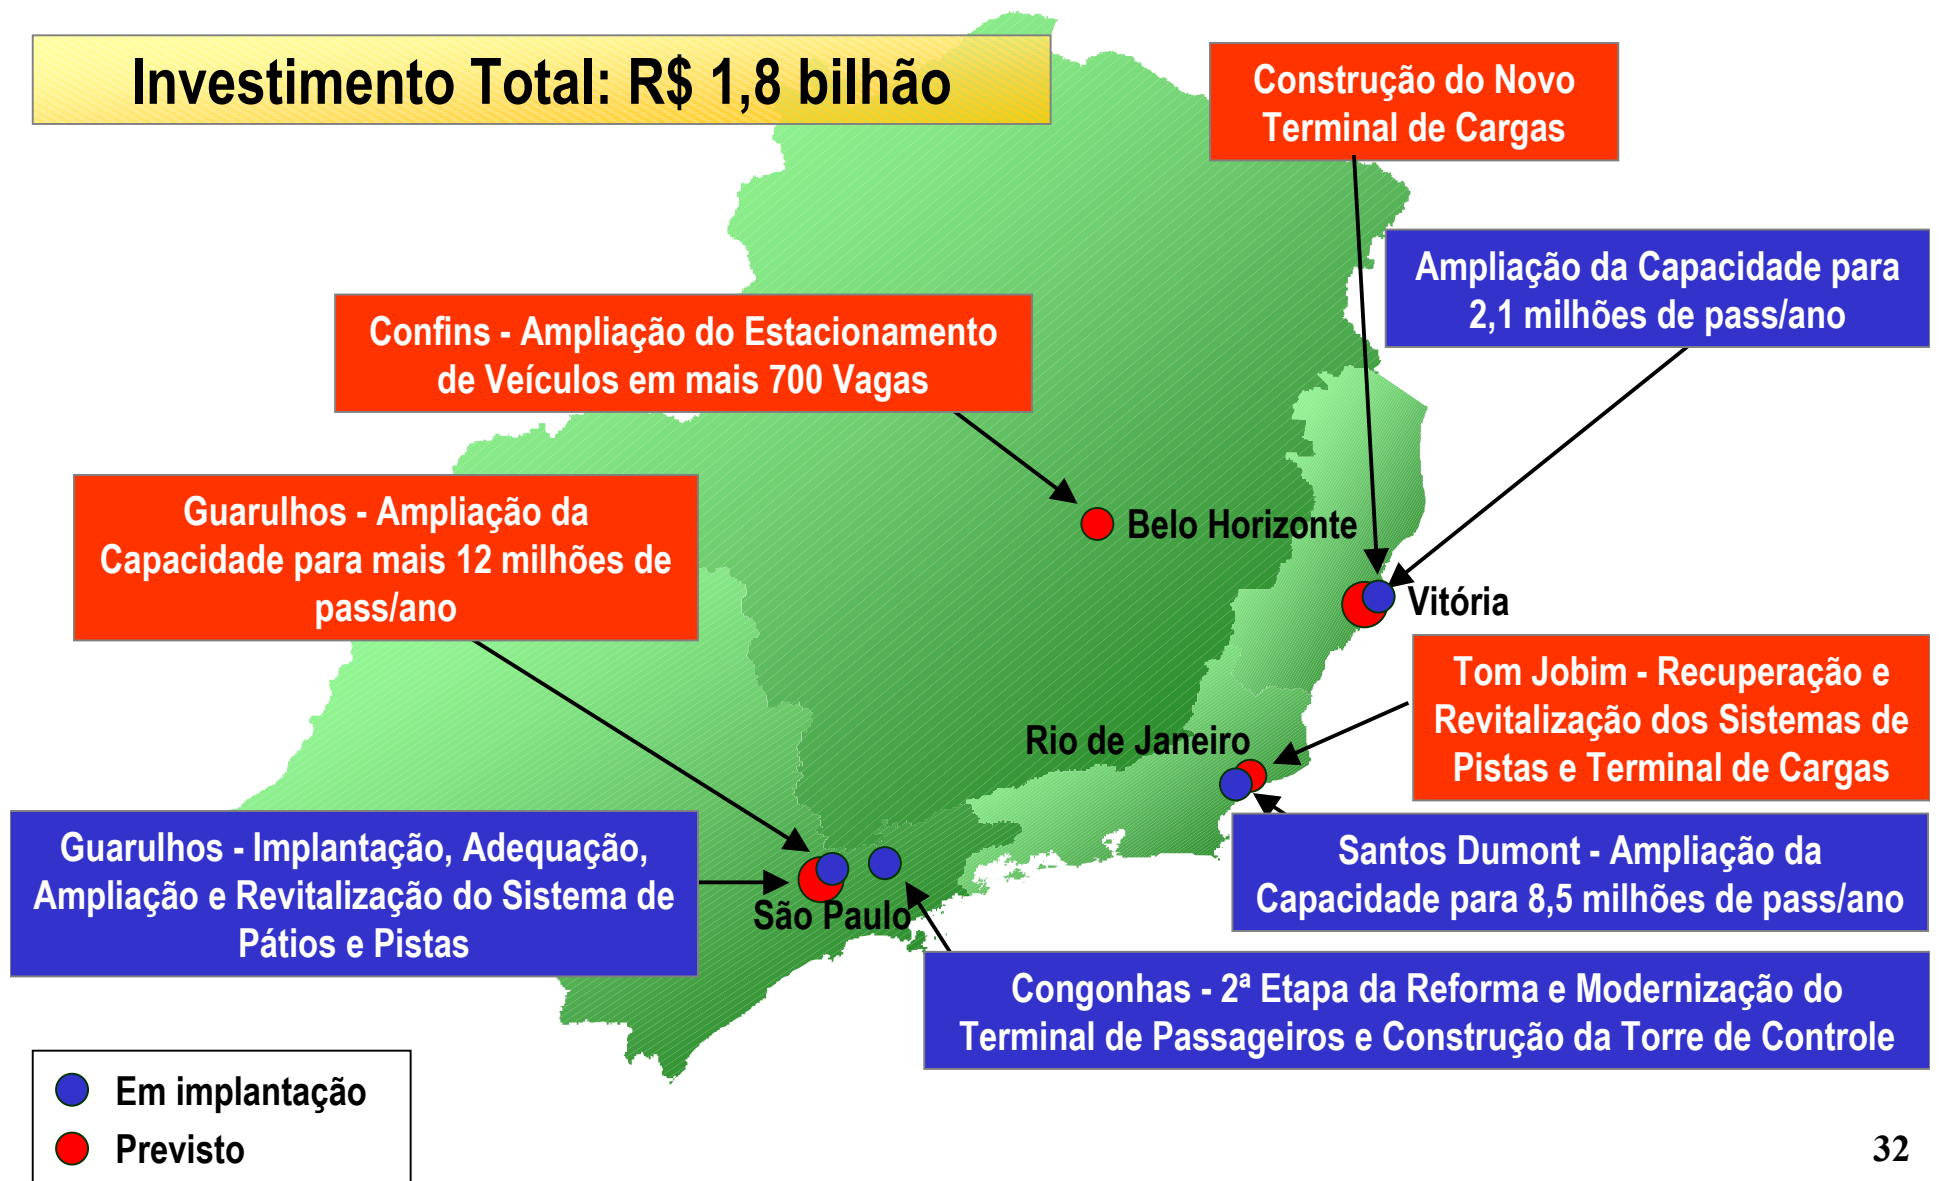 Investimento Total: R$ 1,8 bilhão
Construção do Novo
Terminal de Cargas
Ampliação da Capacidade para
2,1 milhões de pass/ano
Confins - Ampliação do Estacionamento
de Veículos em mais 700 Vagas
Guarulhos - Ampliação da
Capacidade para mais 12 milhões de
pass/ano
Belo Horizonte
Vitória
Tom Jobim - Recuperação e
Revitalização dos Sistemas de
Pistas e Terminal de Cargas
Rio de Janeiro
Guarulhos - Implantação, Adequação,
Ampliação e Revitalização do Sistema de
Pátios e Pistas
São Paulo
Santos Dumont - Ampliação da
Capacidade para 8,5 milhões de pass/ano
Congonhas - 2ª Etapa da Reforma e Modernização do
Terminal de Passageiros e Construção da Torre de Controle
Em implantação
Previsto
32